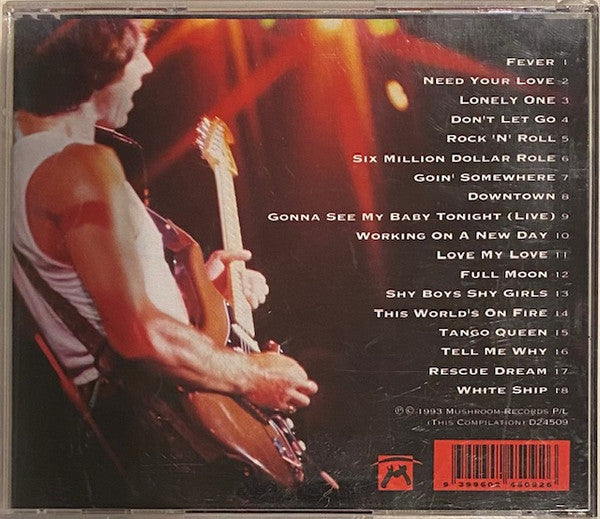 FEVER 1
NEED YOUR LOVE 2
LONELY ONE 3
DON'T LET GO 4
ROCK 'N' ROLL 5
SIX MILLION DOLLAR ROLE 6
GOIN' SOMEWHERE 7
DOWNTOWN 8
GONNA SEE MY BABY TONIGHT (LIVE) 9
WORKING ON A NEW DAY 10
LOVE MY LOVE 11
FULL MOON 12
SHY BOYS SHY GIRLS 13
THIS WORLD'S ON FIRE 14
TANGO QUEEN 15
TELL ME WHY 16
RESCUE DREAM 17
WHITE SHIP 18
℗ © 1993 MUSHROOM RECORDS P/L
(THIS COMPILATION) D24509